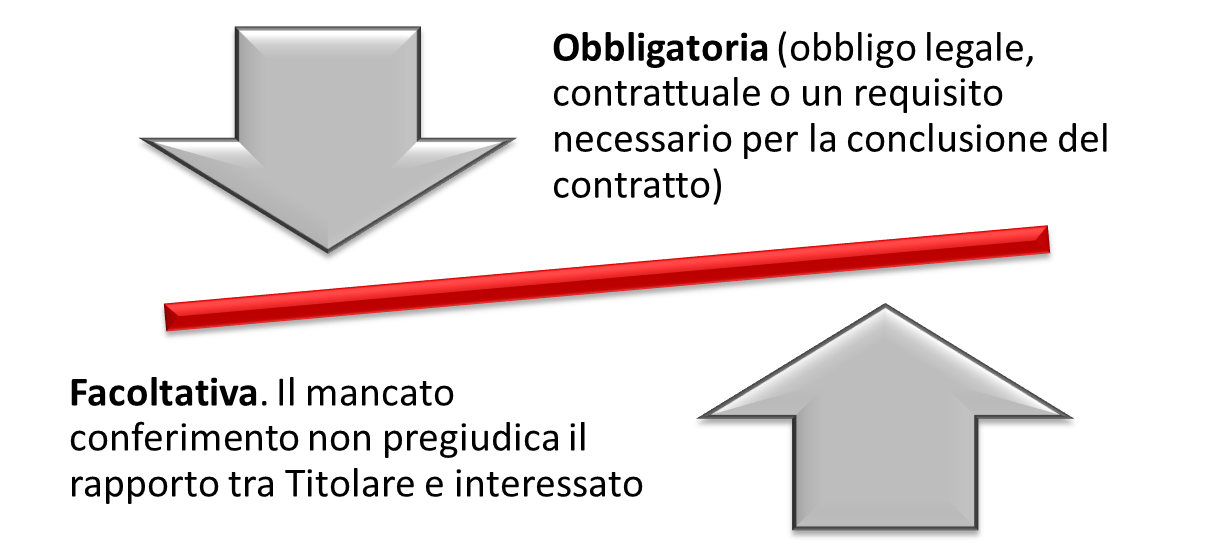 Obbligatoria (obbligo legale,
contrattuale o un requisito
necessario per la conclusione del
contratto)
Facoltativa. Il mancato
conferimento non pregiudica il
rapporto tra Titolare e interessato